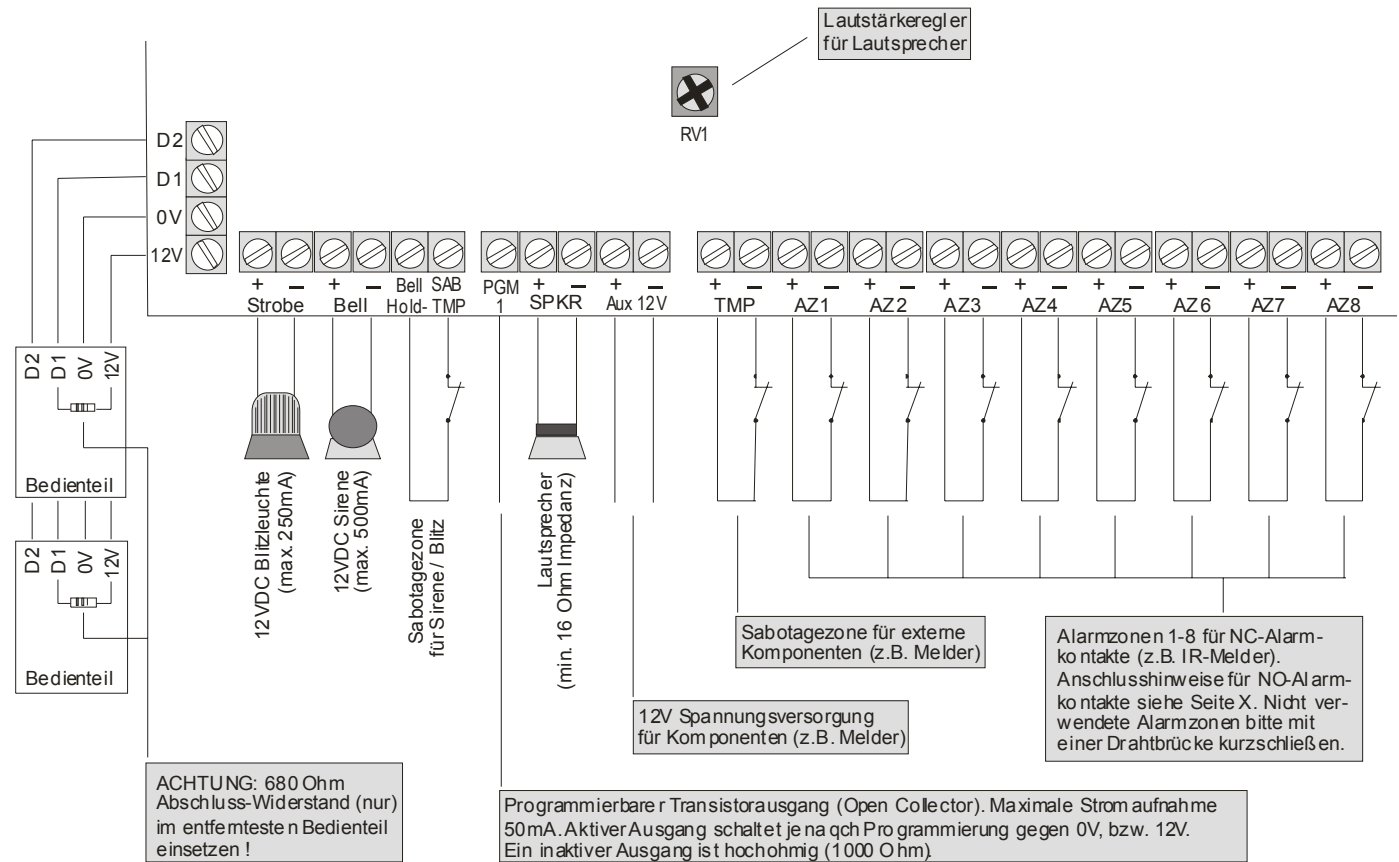 Lautstärkeregler
für Lautsprecher
RV1
D2
D1
0V
12V
+ − + − Bell SAB PGM + − + − + − + − + − + − + − + − + − + − + −
Strobe Bell Hold- TMP 1 SPKR Aux 12V TMP AZ1 AZ2 AZ3 AZ4 AZ5 AZ6 AZ7 AZ8
D2 D1 0V 12V
Bedienteil
D2 D1 0V 12V
Bedienteil
12VDC Blitzleuchte
(max. 250mA)
12VDC Sirene
(max. 500mA)
Sabotagezone
für Sirene / Blitz
Lautsprecher
(min. 16 Ohm Impedanz)
Sabotagezone für externe
Komponenten (z.B. Melder)
Alarmzonen 1-8 für NC-Alarm-
kontakte (z.B. IR-Melder).
Anschlusshinweise für NO-Alarm-
kontakte siehe Seite X. Nicht ver-
wendete Alarmzonen bitte mit
einer Drahtbrücke kurzschließen.
12V Spannungsversorgung
für Komponenten (z.B. Melder)
ACHTUNG: 680 Ohm
Abschluss-Widerstand (nur)
im entferntesten Bedienteil
einsetzen !
Programmierbarer Transistorausgang (Open Collector). Maximale Stromaufnahme
50mA. Aktiver Ausgang schaltet je naqch Programmierung gegen 0V, bzw. 12V.
Ein inaktiver Ausgang ist hochohmig (1000 Ohm).